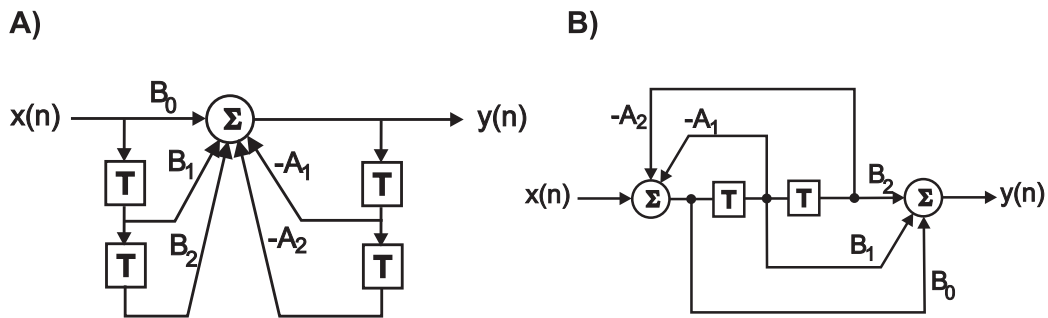 A)
B)
x(n)
B₀
Σ
y(n)
T
B₁
-A₁
T
T
B₂
-A₂
T
-A₂
-A₁
x(n)
Σ
T
T
B₂
Σ
y(n)
B₁
B₀